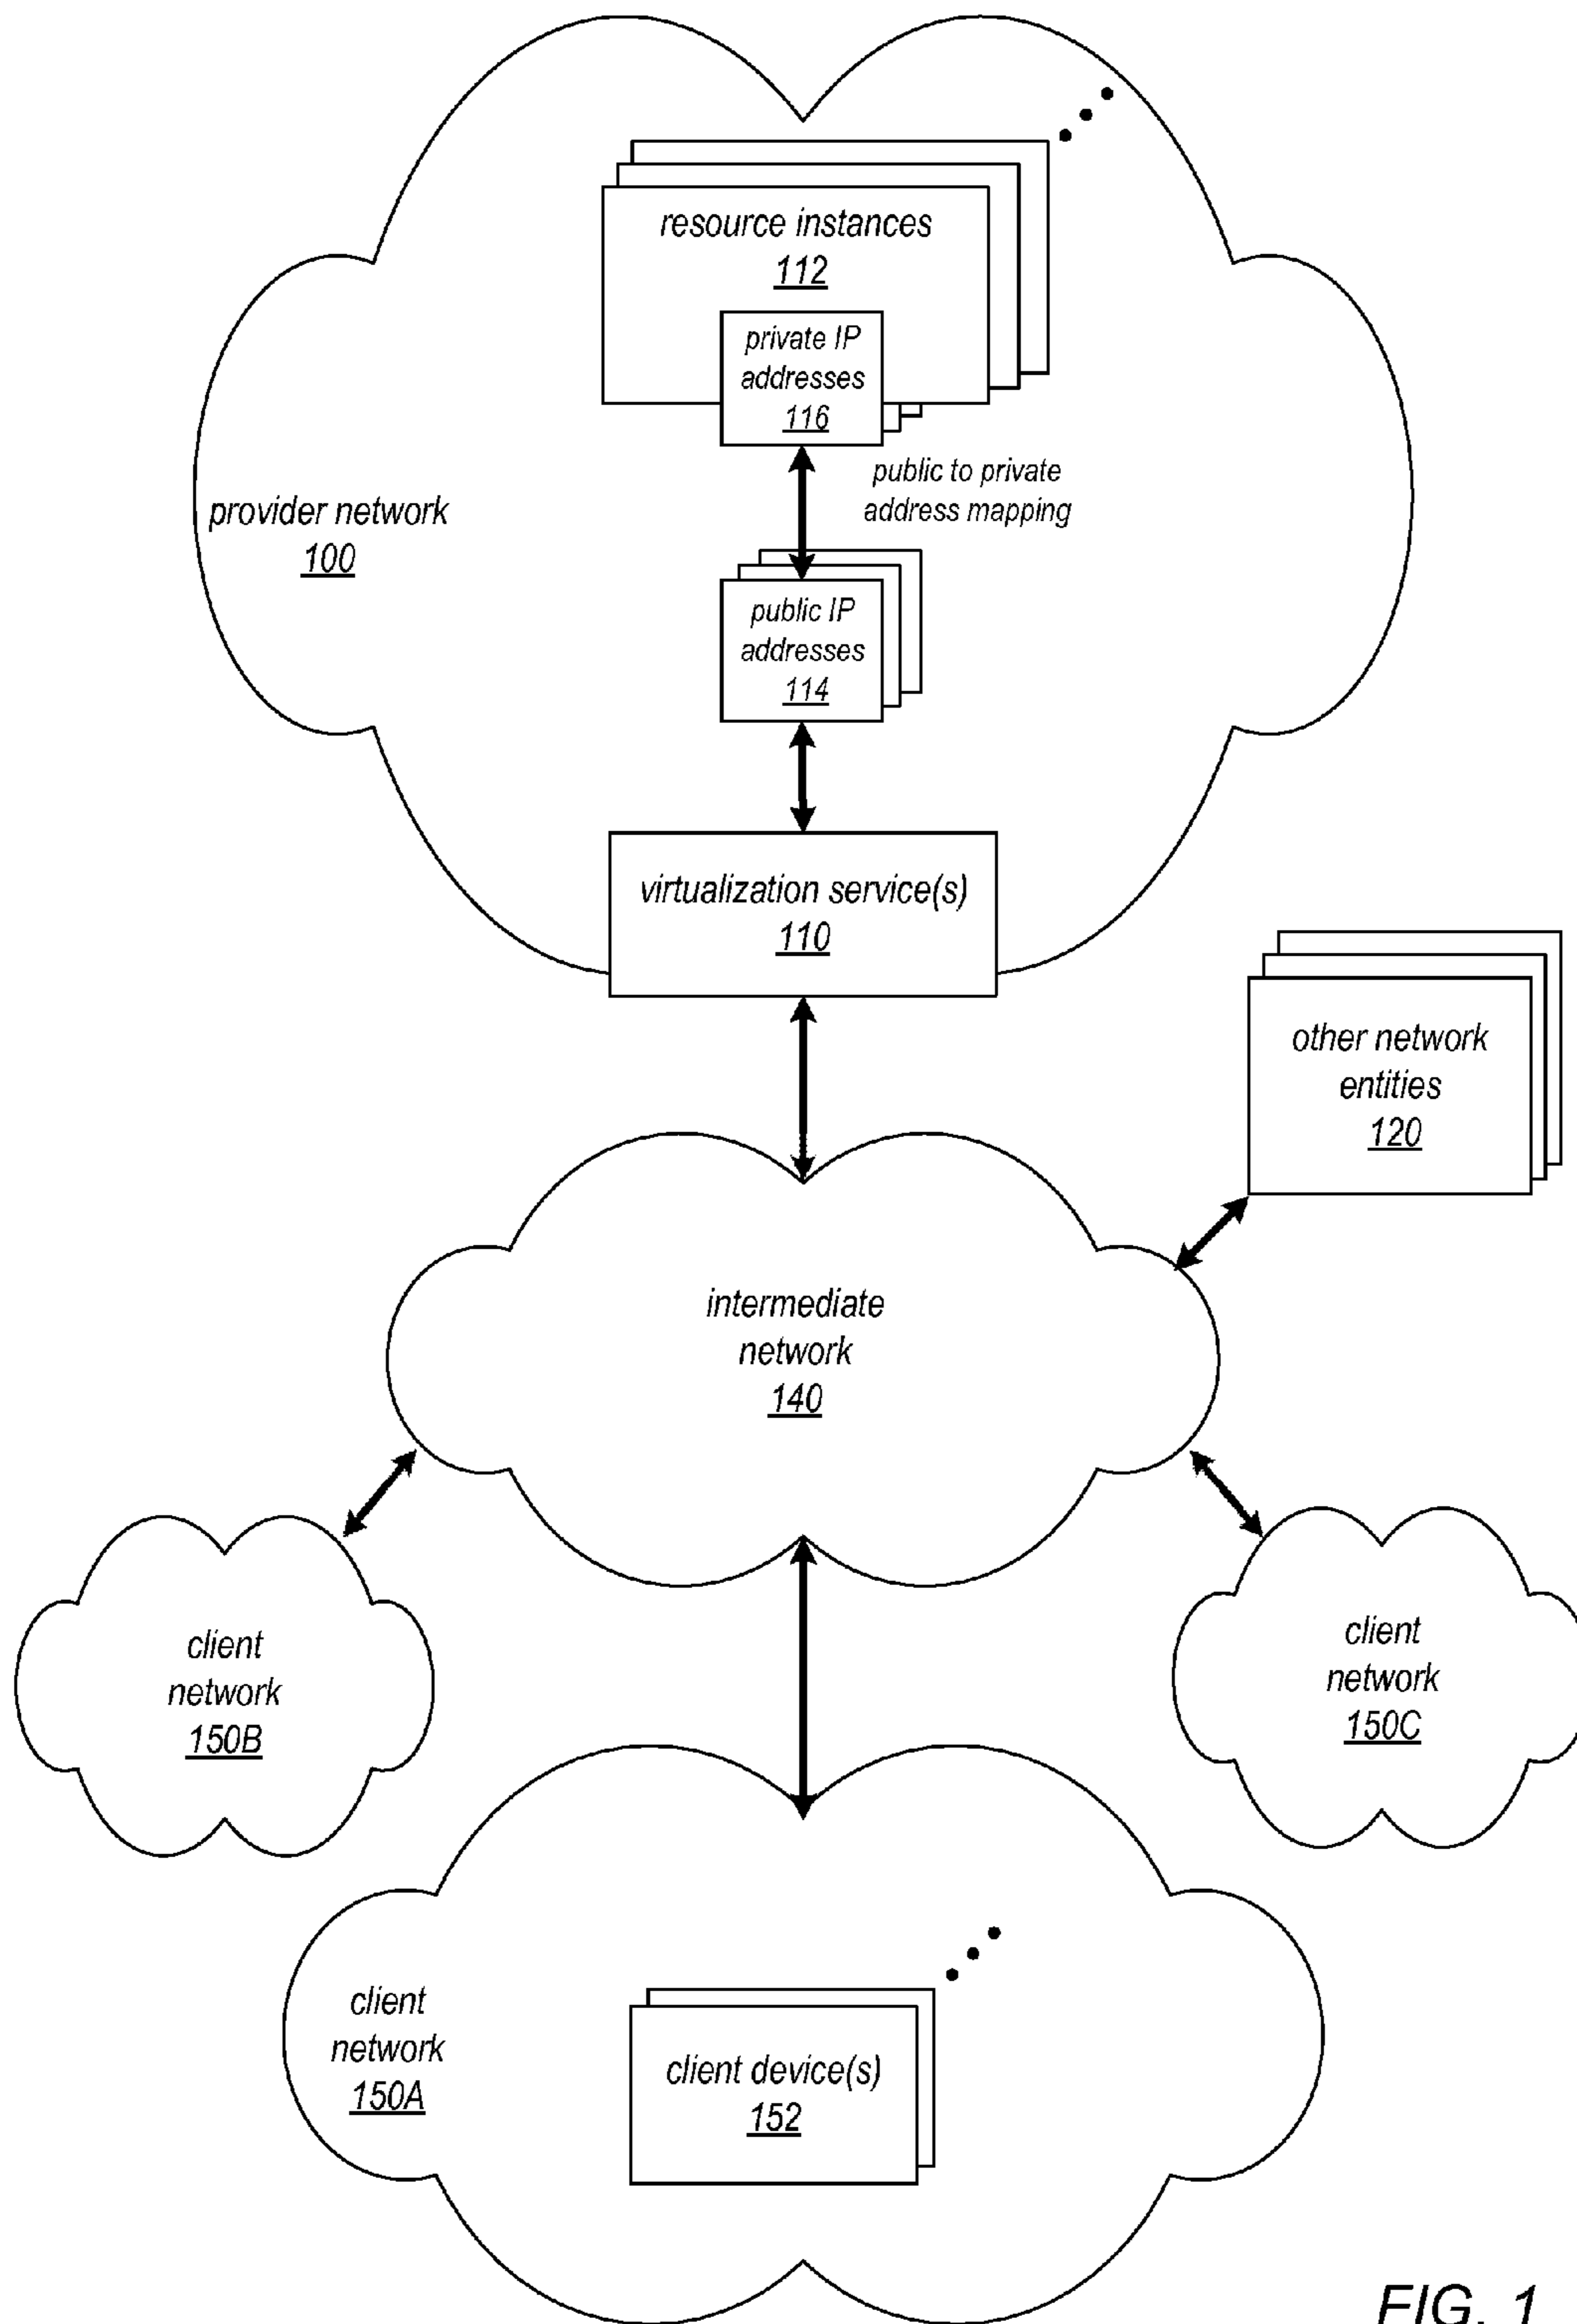 resource instances
112
private IP
addresses
116
public to private
address mapping
provider network
100
public IP
addresses
114
virtualization service(s)
110
other network
entities
120
intermediate
network
140
client
network
150B
client
network
150C
client
network
150A
client device(s)
152
FIG. 1